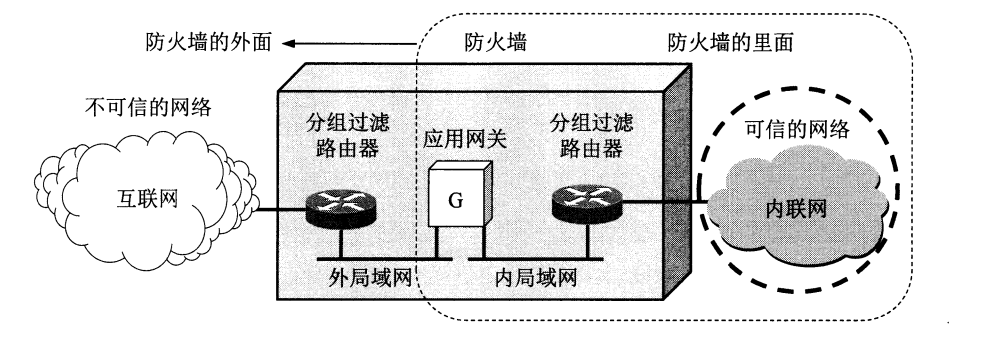 防火墙的外面
防火墙
防火墙的里面
不可信的网络
互联网
分组过滤
路由器
应用网关
G
分组过滤
路由器
可信的网络
内联网
外局域网
内局域网